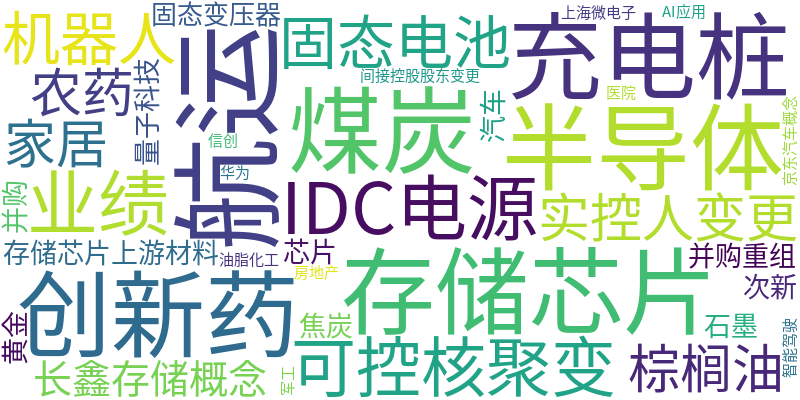 固态变压器
上海微电子
AI应用
机器人
航运
固态电池
充电桩
农药
量子科技
间接控股股东变更
汽车
医院
京东汽车概念
家居
信创
煤炭
半导体
华为
并购
业绩
IDC电源
实控人变更
存储芯片上游材料
油脂化工
芯片
并购重组
创新药
房地产
存储芯片
次新
黄金
焦炭
石墨
智能驾驶
长鑫存储概念
军工
可控核聚变
棕榈油